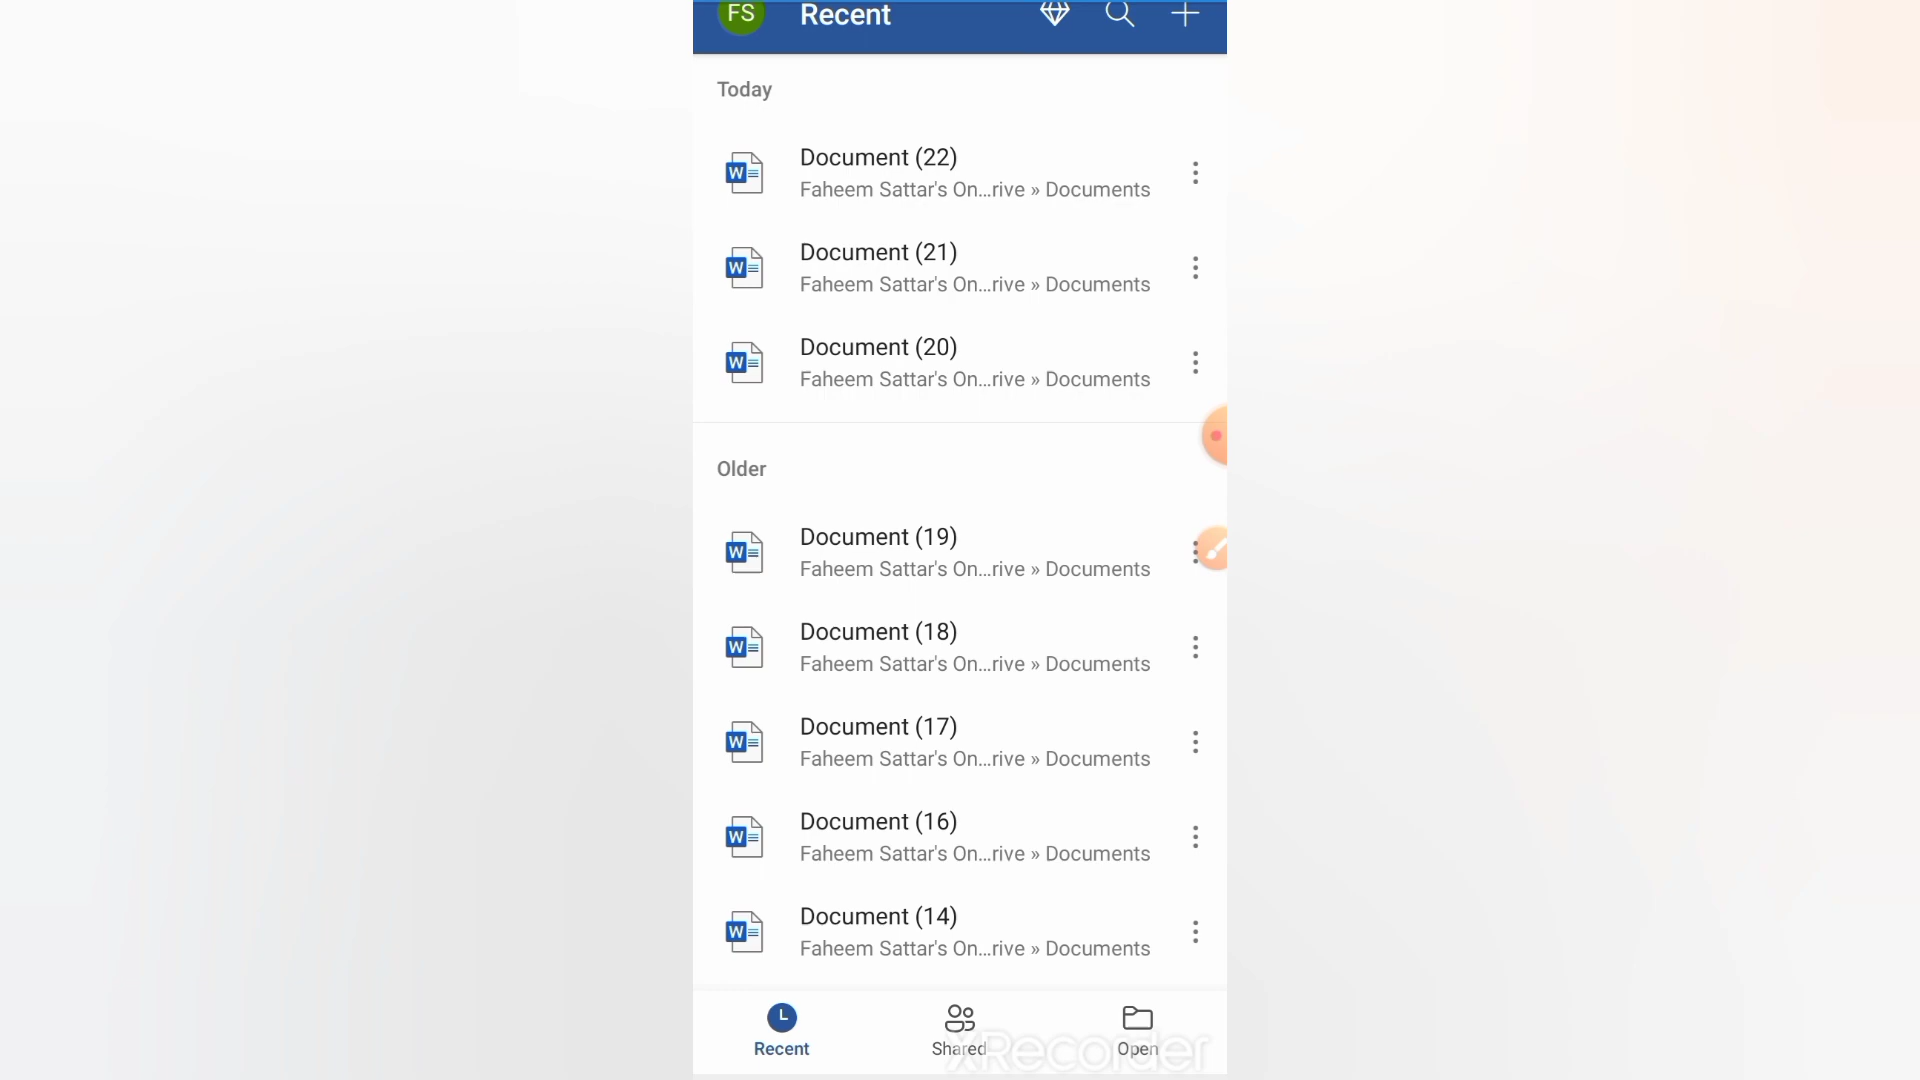 FS Recent
Today
Document (22)
Faheem Sattar's On...rive » Documents
Document (21)
Faheem Sattar's On...rive » Documents
Document (20)
Faheem Sattar's On...rive » Documents
Older
Document (19)
Faheem Sattar's On...rive » Documents
Document (18)
Faheem Sattar's On...rive » Documents
Document (17)
Faheem Sattar's On...rive » Documents
Document (16)
Faheem Sattar's On...rive » Documents
Document (14)
Faheem Sattar's On...rive » Documents
Recent Shared Open
XRecorder